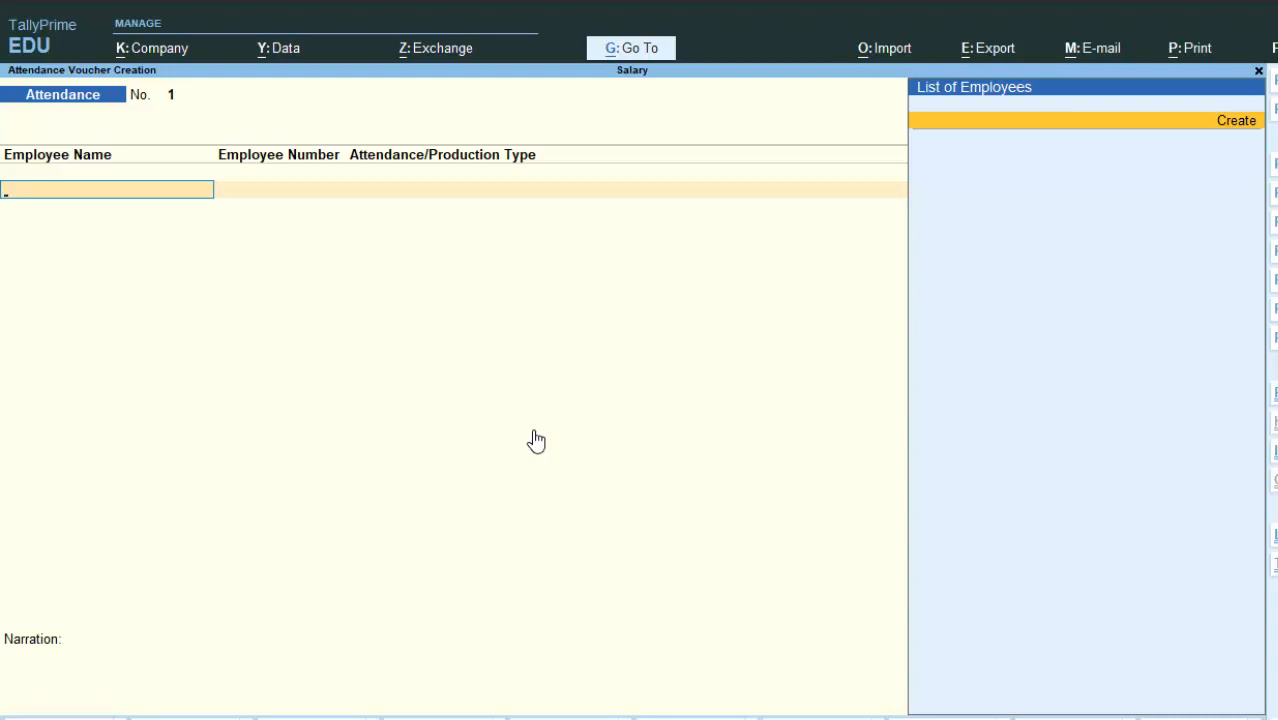 TallyPrime
EDU
MANAGE
K: Company Y: Data Z: Exchange G: Go To O: Import E: Export M: E-mail P: Print
Attendance Voucher Creation Salary
Attendance No. 1
List of Employees
Create
Employee Name Employee Number Attendance/Production Type
Narration: